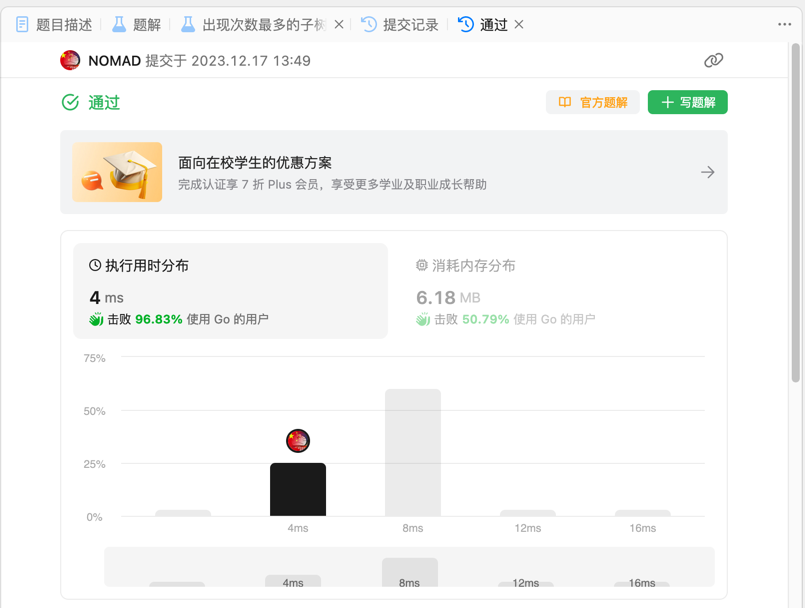 题目描述 题解 出现次数最多的子树 提交记录 通过
NOMAD 提交于 2023.12.17 13:49
通过 官方题解 写题解
面向在校学生的优惠方案
完成认证享 7 折 Plus 会员，享受更多学业及职业成长帮助
执行用时分布 消耗内存分布
4 ms 6.18 MB
击败 96.83% 使用 Go 的用户 击败 50.79% 使用 Go 的用户
75%
50%
25%
0%
4ms 8ms 12ms 16ms
4ms 8ms 12ms 16ms